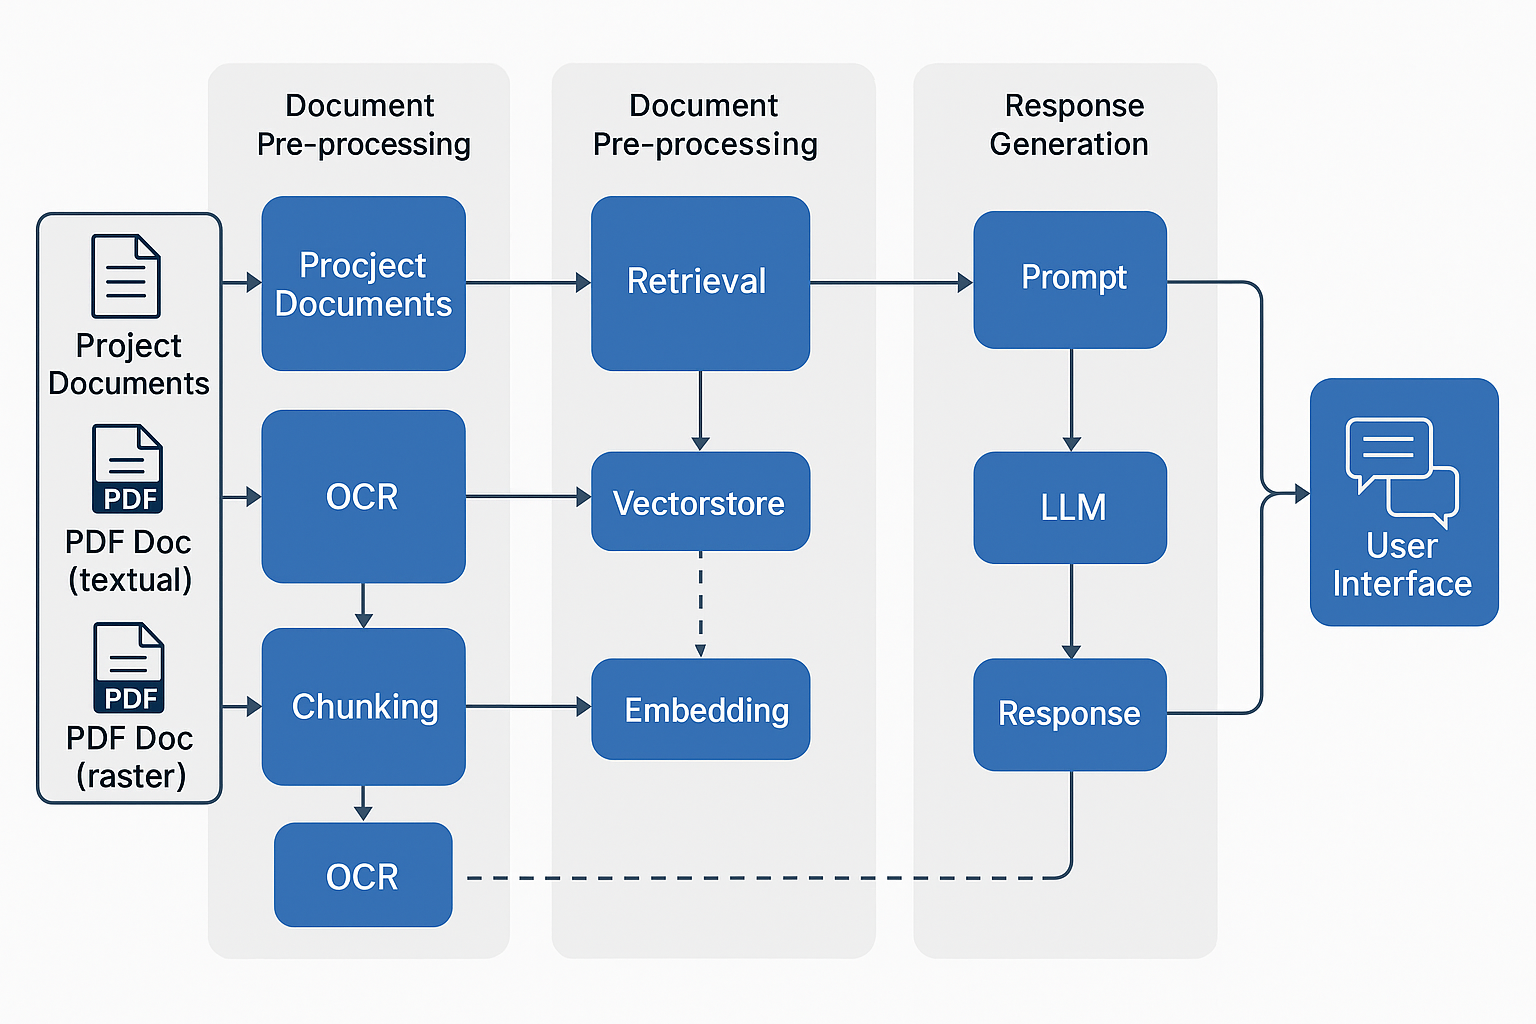 Document
Pre-processing
Document
Pre-processing
Response
Generation
Project
Documents
PDF
PDF Doc
(textual)
PDF
PDF Doc
(raster)
Procject
Documents
OCR
Chunking
OCR
Retrieval
Vectorstore
Embedding
Prompt
LLM
Response
User
Interface